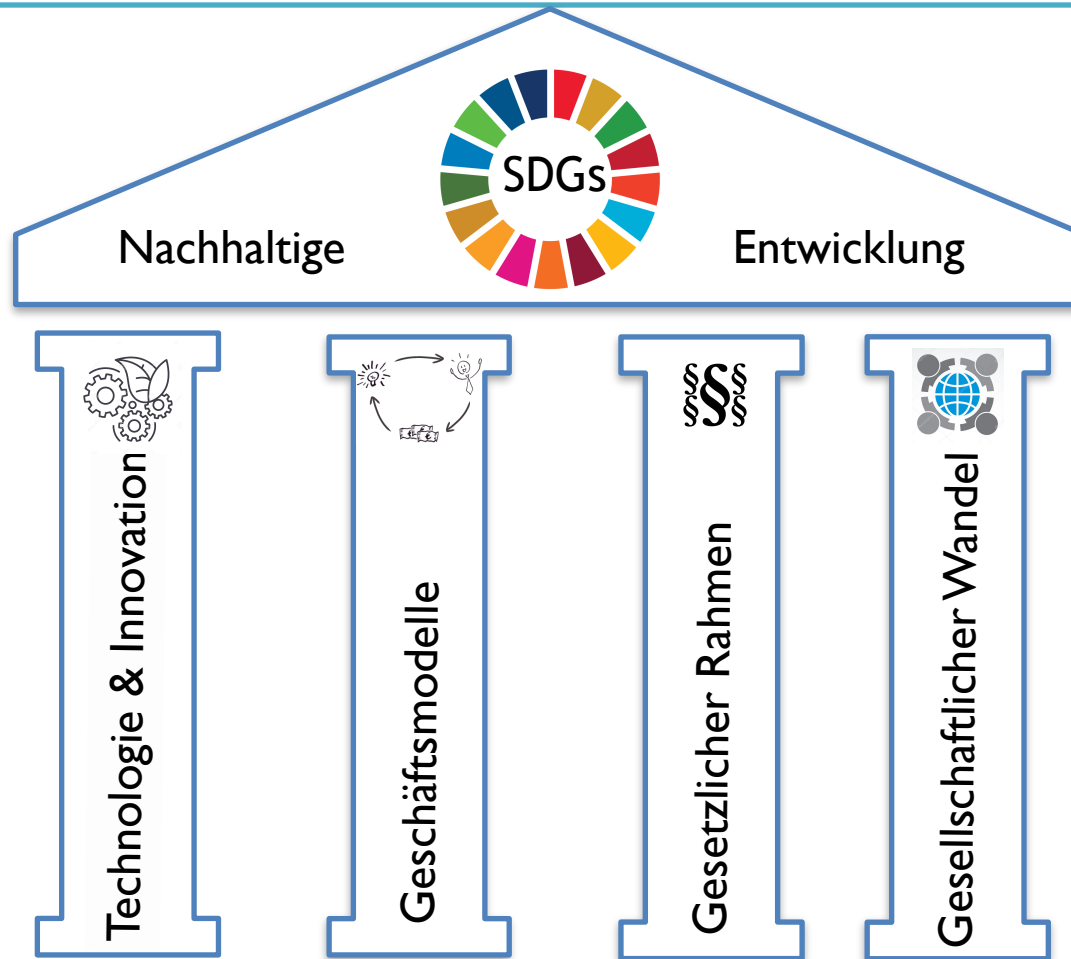 SDGs
Nachhaltige
Entwicklung
§§§§§
Technologie & Innovation
Geschäftsmodelle
Gesetzlicher Rahmen
Gesellschaftlicher Wandel